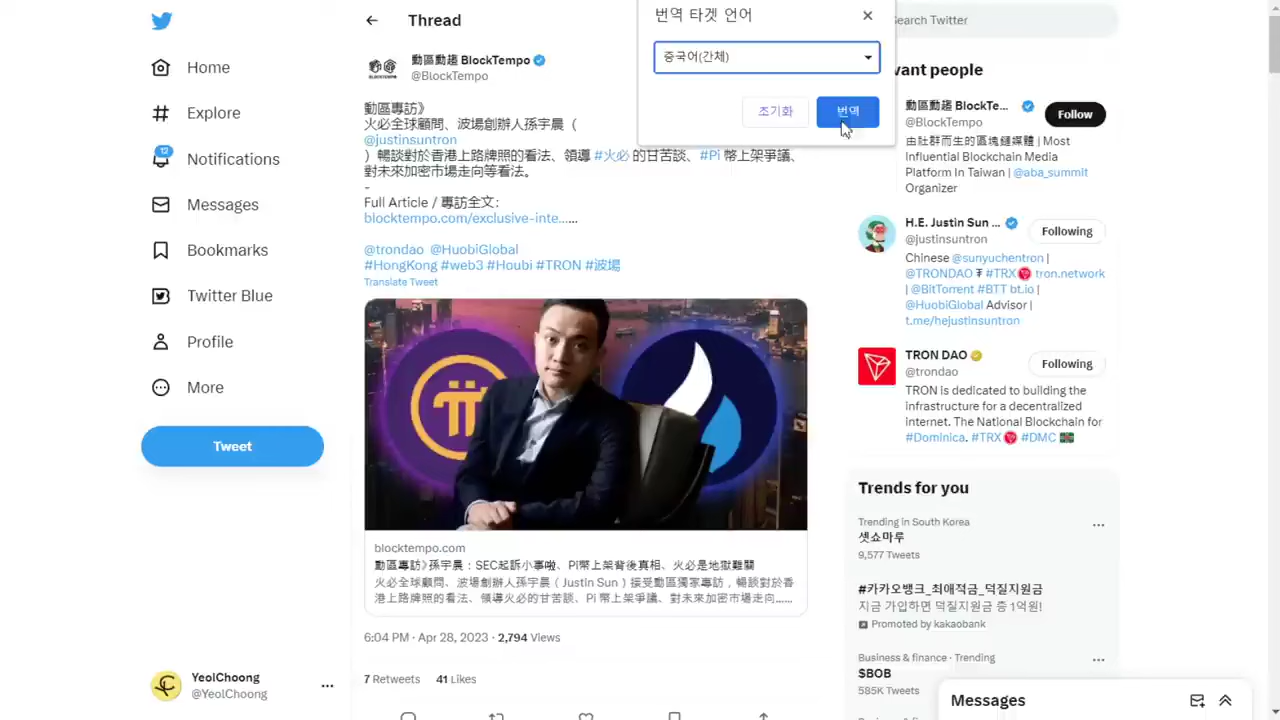 Home
Explore
12
Notifications
Messages
Bookmarks
Twitter Blue
Profile
More
Tweet
YeolChoong
@YeolChoong
Thread
動區動趨 BlockTempo
@BlockTempo
動區專訪》
火必全球顧問、波場創辦人孫宇晨（
@justinsuntron
）暢談對於香港上路牌照的看法、領導 #火必 的甘苦談、#Pi 幣上架爭議、
對未來加密市場走向等看法。
-
Full Article / 專訪全文：
blocktempo.com/exclusive-inte...…
@trondao @HuobiGlobal
#HongKong #web3 #Houbi #TRON #波場
Translate Tweet
blocktempo.com
動區專訪》孫宇晨：SEC起訴小事啦、Pi幣上架背後真相、火必是地獄難關
火必全球顧問、波場創辦人孫宇晨（Justin Sun）接受動區獨家專訪，暢談對於香
港上路牌照的看法、領導火必的甘苦談、Pi 幣上架爭議、對未來加密市場走向......
6:04 PM · Apr 28, 2023 · 2,794 Views
7 Retweets 41 Likes
번역 타겟 언어
중국어(간체)
초기화
번역
Search Twitter
vant people
動區動趨 BlockTe...
@BlockTempo
Follow
由社群而生的區塊鏈媒體 | Most
Influential Blockchain Media
Platform In Taiwan | @aba_summit
Organizer
H.E. Justin Sun ...
@justinsuntron
Following
Chinese @sunyuchentron |
@TRONDAO ₮ #TRX tron.network
| @BitTorrent #BTT bt.io |
@HuobiGlobal Advisor |
t.me/hejustinsuntron
TRON DAO
@trondao
Following
TRON is dedicated to building the
infrastructure for a decentralized
internet. The National Blockchain for
#Dominica. #TRX #DMC
Trends for you
Trending in South Korea
셋쇼마루
9,577 Tweets
#카카오뱅크_최애적금_덕질지원금
지금 가입하면 덕질지원금 총 1억원!
Promoted by kakaobank
Business & finance · Trending
$BOB
585K Tweets
Messages